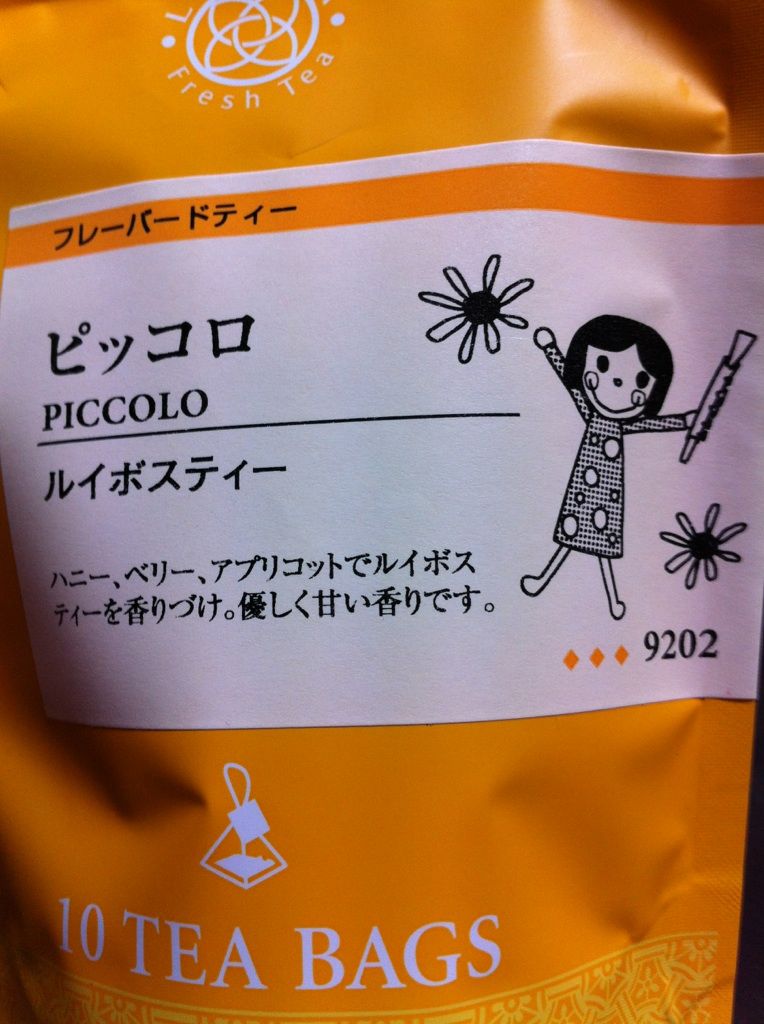 Fresh Tea
フレーバードティー
ピッコロ
PICCOLO
ルイボスティー
ハニー、ベリー、アプリコットでルイボス
ティーを香りづけ。優しく甘い香りです。
9202
10 TEA BAGS